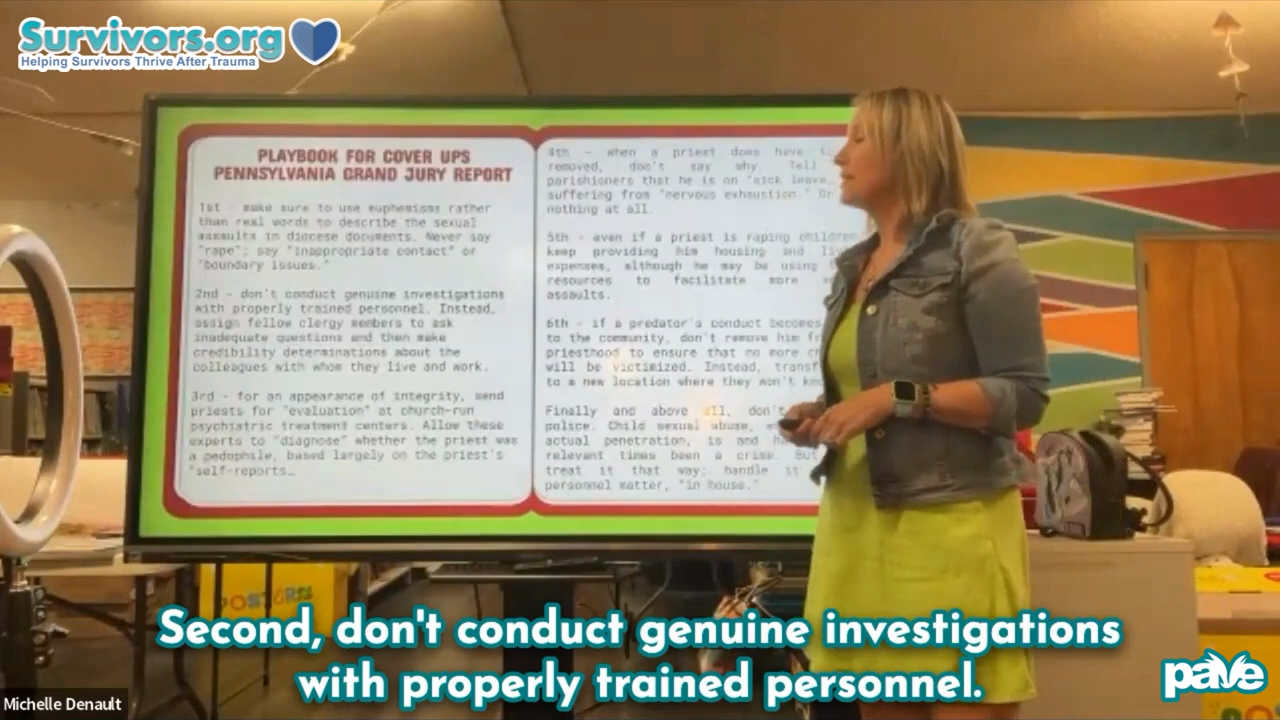 Survivors.org
Helping Survivors Thrive After Trauma
PLAYBOOK FOR COVER UPS
PENNSYLVANIA GRAND JURY REPORT
1st - make sure to use euphemisms rather
than real words to describe the sexual
assaults in diocese documents. Never say
"rape"; say "inappropriate contact" or
"boundary issues."
2nd - don't conduct genuine investigations
with properly trained personnel. Instead,
assign fellow clergy members to ask
inadequate questions and then make
credibility determinations about the
colleagues with whom they live and work.
3rd - for an appearance of integrity, send
priests for "evaluation" at church-run
psychiatric treatment centers. Allow these
experts to "diagnose" whether the priest was
a pedophile, based largely on the priest's
"self-reports…
4th - when a priest does have
removed, don't say why. Tell
parishioners that he is on "sick leave,
suffering from "nervous exhaustion." Or
nothing at all.
5th - even if a priest is raping children
keep providing him housing and
expenses, although he may be using
resources to facilitate more
assaults.
6th - if a predator's conduct becomes
to the community, don't remove him
priesthood to ensure that no more
will be victimized. Instead,
to a new location where they won't
Finally and above all, don't
police. Child sexual abuse,
actual penetration, is and
relevant times been a crime. But
treat it that way; handle it
personnel matter, "in house."
POSTERS
Second, don't conduct genuine investigations
with properly trained personnel.
Michelle Denault
pave